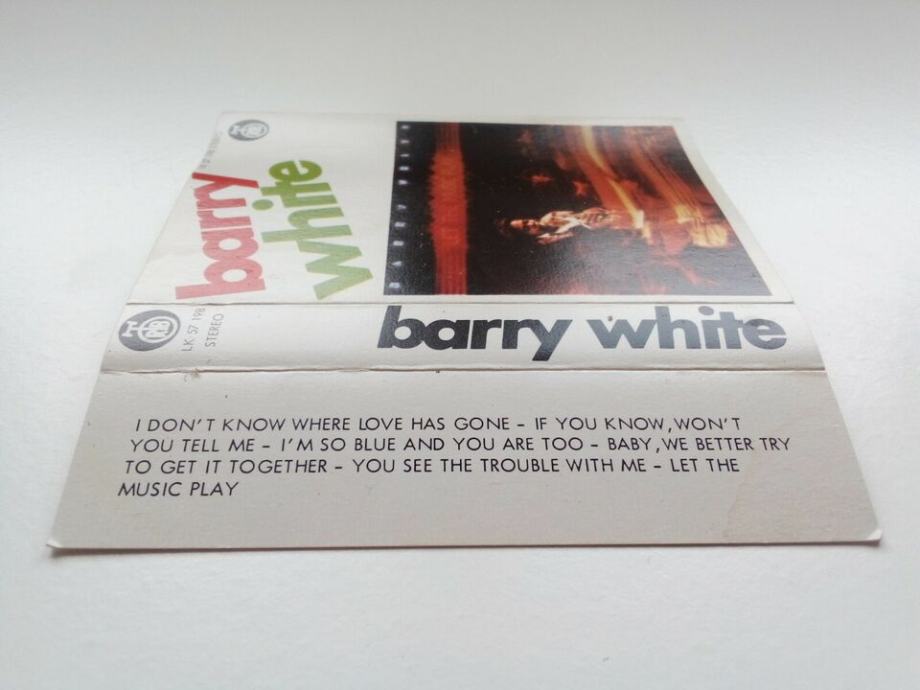 barry
white
BARRY WHITE
LK 57 198
STEREO
barry white
I DON'T KNOW WHERE LOVE HAS GONE – IF YOU KNOW, WON'T
YOU TELL ME – I'M SO BLUE AND YOU ARE TOO – BABY, WE BETTER TRY
TO GET IT TOGETHER – YOU SEE THE TROUBLE WITH ME – LET THE
MUSIC PLAY